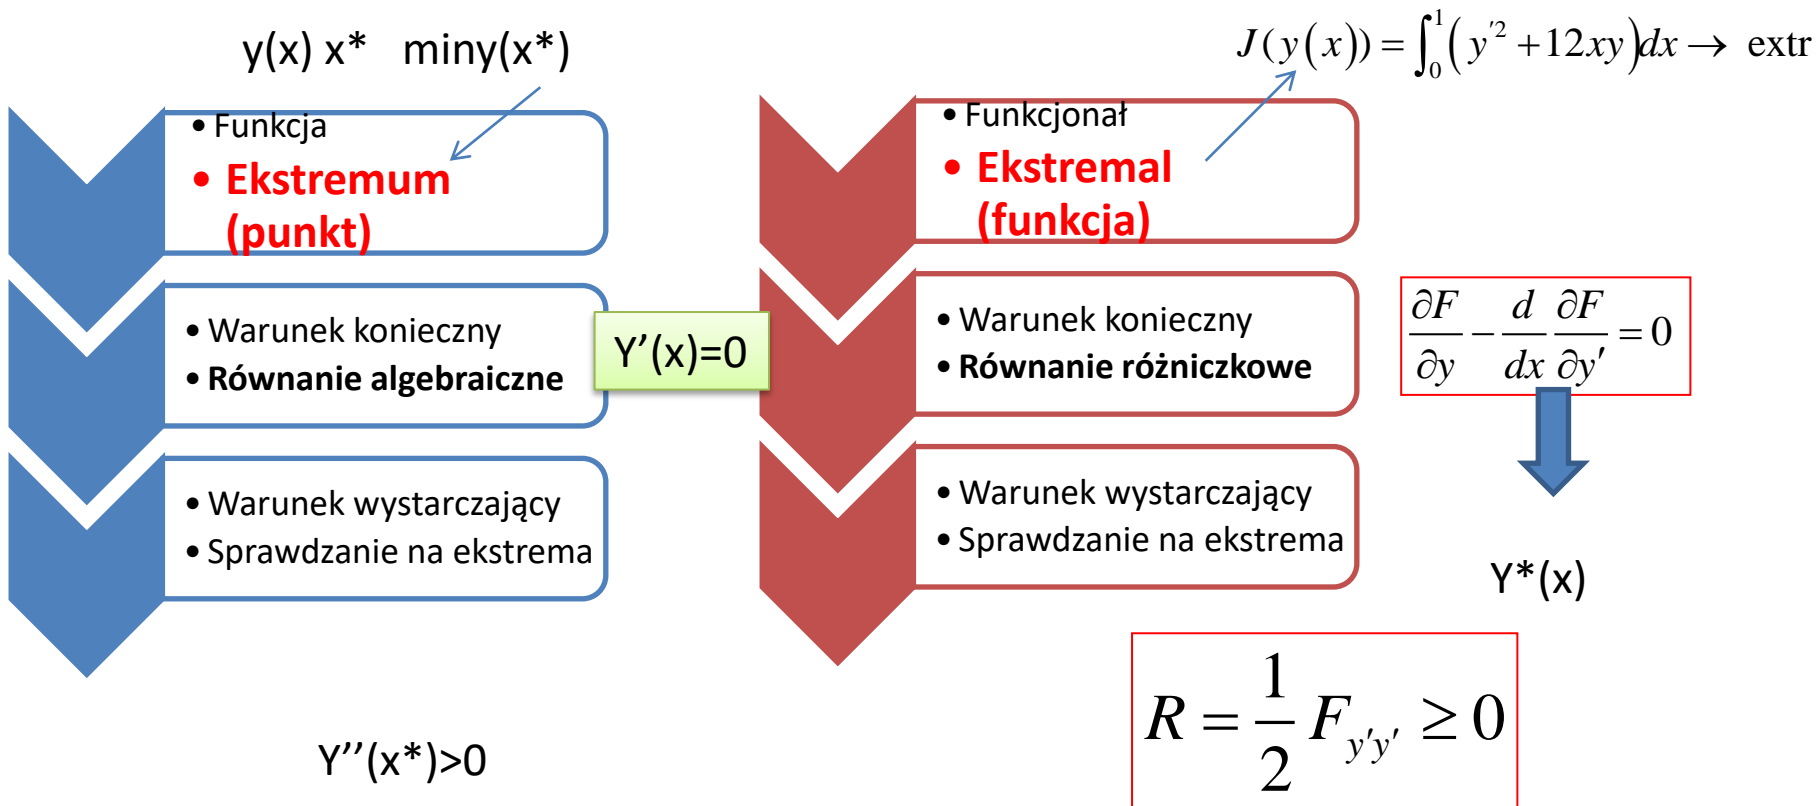 y(x) x* miny(x*)
• Funkcja
• Ekstremum
(punkt)
• Warunek konieczny
• Równanie algebraiczne
Y’(x)=0
• Warunek wystarczający
• Sprawdzanie na ekstrema
Y’’(x*)>0
J(y(x)) = ∫₀¹(y'² +12xy)dx → extr
• Funkcjonał
• Ekstremal
(funkcja)
• Warunek konieczny
• Równanie różniczkowe
∂F/∂y − d/dx ∂F/∂y′ = 0
• Warunek wystarczający
• Sprawdzanie na ekstrema
Y*(x)
R = 1/2 F_{y′y′} ≥ 0